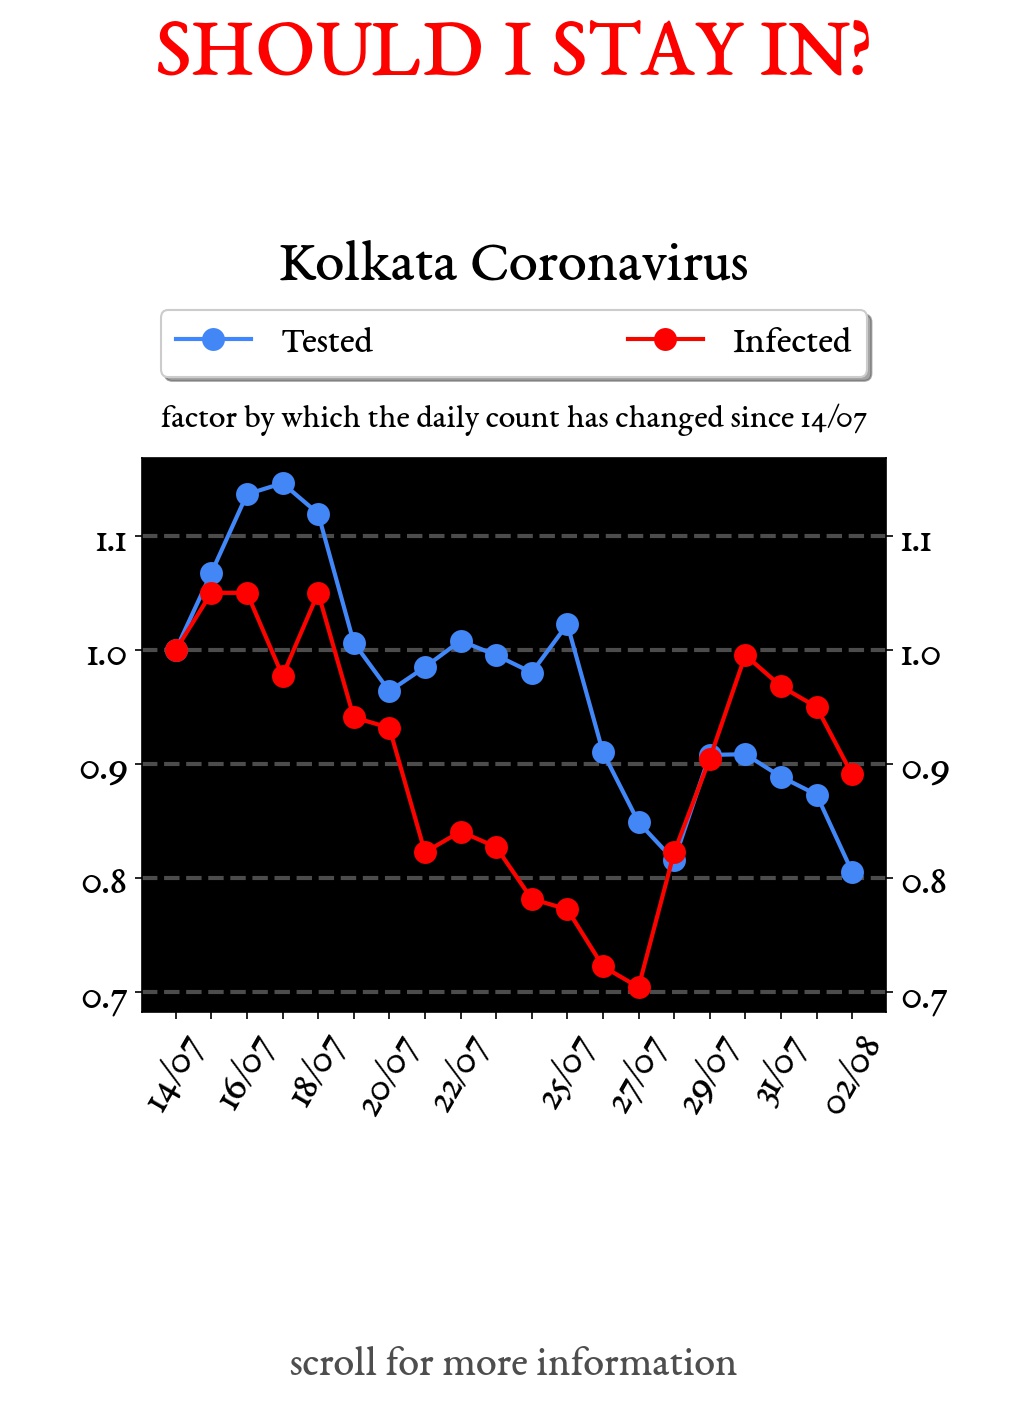 SHOULD I STAY IN?
Kolkata Coronavirus
Tested Infected
factor by which the daily count has changed since 14/07
1.1 1.1
1.0 1.0
0.9 0.9
0.8 0.8
0.7 0.7
14/07 16/07 18/07 20/07 22/07 25/07 27/07 29/07 31/07 02/08
scroll for more information